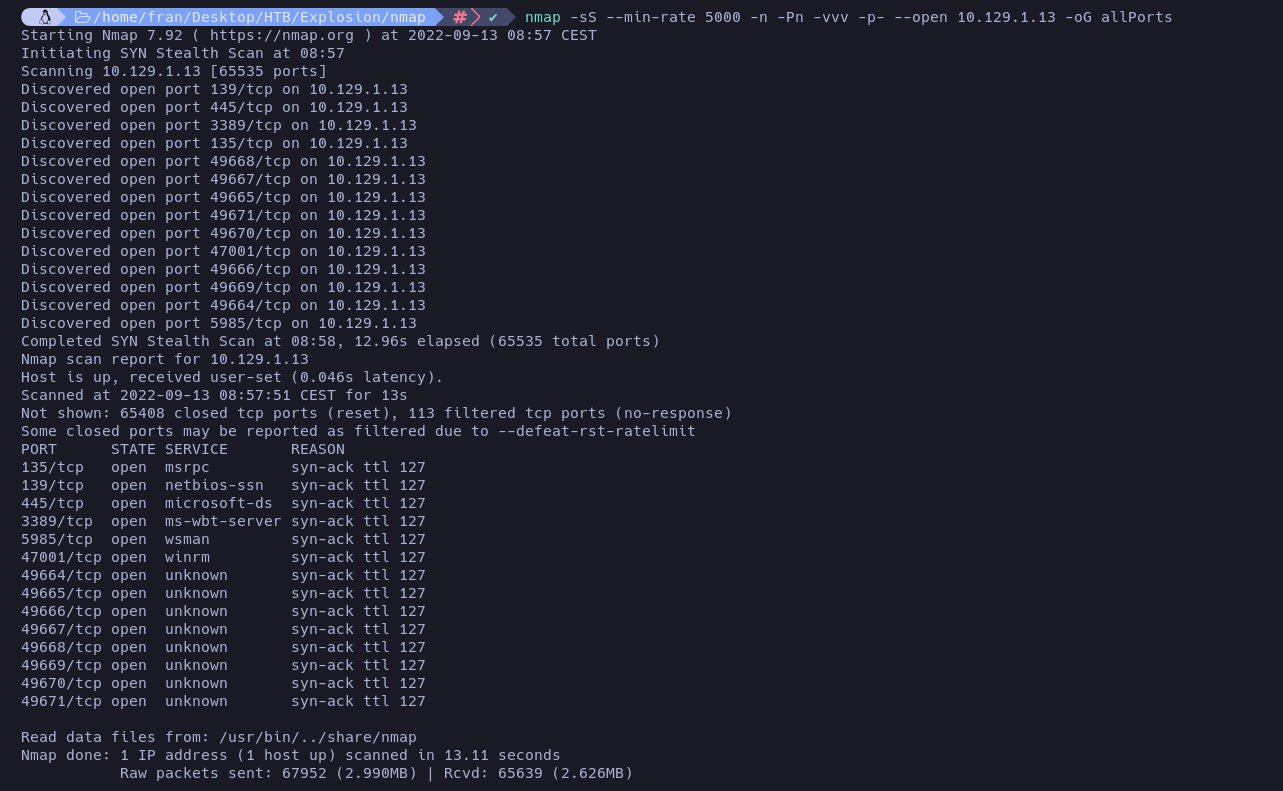 /home/fran/Desktop/HTB/Explosion/nmap # ✔ nmap -sS --min-rate 5000 -n -Pn -vvv -p- --open 10.129.1.13 -oG allPorts
Starting Nmap 7.92 ( https://nmap.org ) at 2022-09-13 08:57 CEST
Initiating SYN Stealth Scan at 08:57
Scanning 10.129.1.13 [65535 ports]
Discovered open port 139/tcp on 10.129.1.13
Discovered open port 445/tcp on 10.129.1.13
Discovered open port 3389/tcp on 10.129.1.13
Discovered open port 135/tcp on 10.129.1.13
Discovered open port 49668/tcp on 10.129.1.13
Discovered open port 49667/tcp on 10.129.1.13
Discovered open port 49665/tcp on 10.129.1.13
Discovered open port 49671/tcp on 10.129.1.13
Discovered open port 49670/tcp on 10.129.1.13
Discovered open port 47001/tcp on 10.129.1.13
Discovered open port 49666/tcp on 10.129.1.13
Discovered open port 49669/tcp on 10.129.1.13
Discovered open port 49664/tcp on 10.129.1.13
Discovered open port 5985/tcp on 10.129.1.13
Completed SYN Stealth Scan at 08:58, 12.96s elapsed (65535 total ports)
Nmap scan report for 10.129.1.13
Host is up, received user-set (0.046s latency).
Scanned at 2022-09-13 08:57:51 CEST for 13s
Not shown: 65408 closed tcp ports (reset), 113 filtered tcp ports (no-response)
Some closed ports may be reported as filtered due to --defeat-rst-ratelimit
PORT      STATE SERVICE       REASON
135/tcp   open  msrpc         syn-ack ttl 127
139/tcp   open  netbios-ssn   syn-ack ttl 127
445/tcp   open  microsoft-ds  syn-ack ttl 127
3389/tcp  open  ms-wbt-server syn-ack ttl 127
5985/tcp  open  wsman         syn-ack ttl 127
47001/tcp open  winrm         syn-ack ttl 127
49664/tcp open  unknown       syn-ack ttl 127
49665/tcp open  unknown       syn-ack ttl 127
49666/tcp open  unknown       syn-ack ttl 127
49667/tcp open  unknown       syn-ack ttl 127
49668/tcp open  unknown       syn-ack ttl 127
49669/tcp open  unknown       syn-ack ttl 127
49670/tcp open  unknown       syn-ack ttl 127
49671/tcp open  unknown       syn-ack ttl 127
Read data files from: /usr/bin/../share/nmap
Nmap done: 1 IP address (1 host up) scanned in 13.11 seconds
Raw packets sent: 67952 (2.990MB) | Rcvd: 65639 (2.626MB)